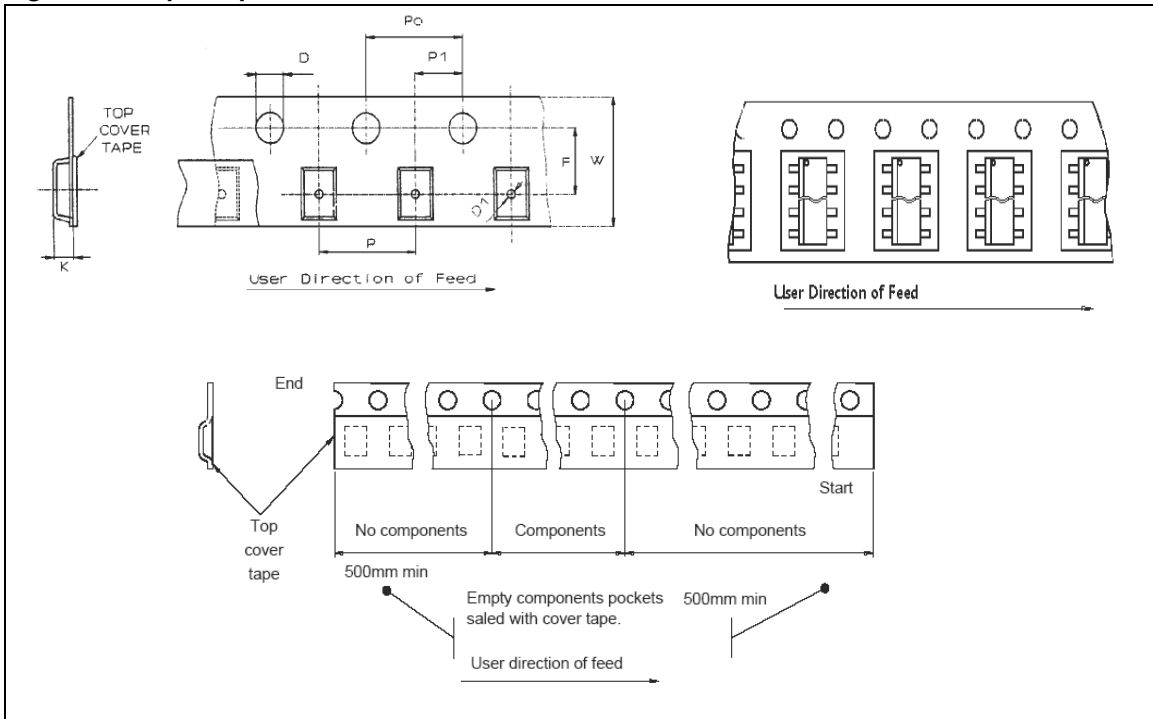 Po
D
P1
TOP
COVER
TAPE
F
W
D1
K
P
User Direction of Feed
User Direction of Feed
End
Start
Top
cover
tape
No components
Components
No components
500mm min
Empty components pockets
saled with cover tape.
500mm min
User direction of feed